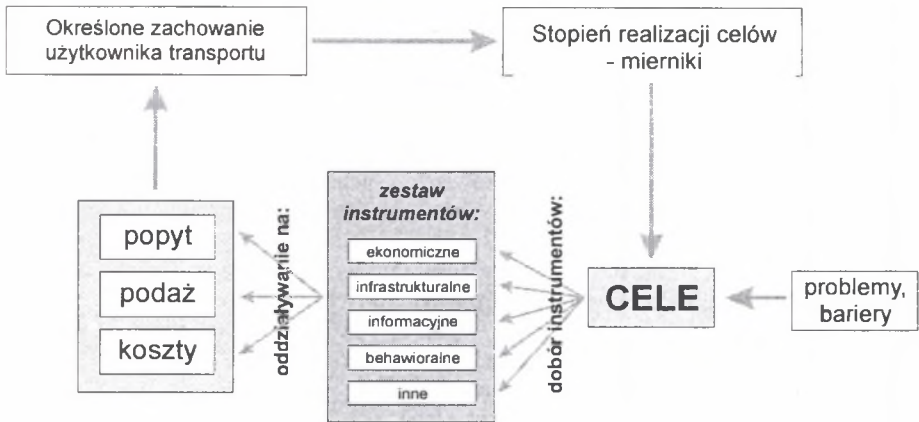 Określone zachowanie
użytkownika transportu
Stopień realizacji celów
- mierniki
popyt
podaż
koszty
oddziaływanie na:
zestaw
instrumentów:
ekonomiczne
infrastrukturalne
informacyjne
behawioralne
inne
dobór instrumentów:
CELE
problemy,
bariery